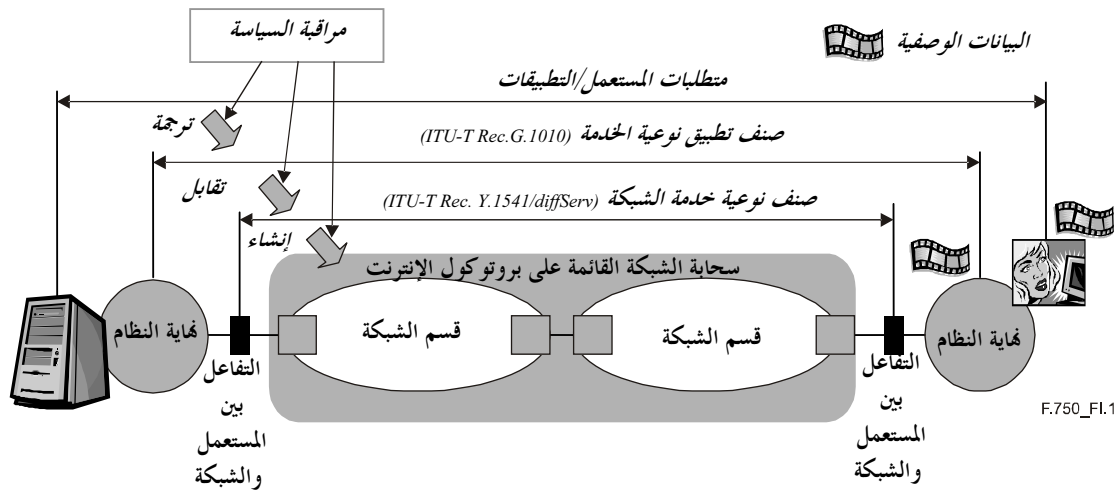 مراقبة السياسة
البيانات الوصفية
متطلبات المستعمل/التطبيقات
ترجمة
صنف تطبيق نوعية الخدمة (ITU-T Rec.G.1010)
تقابل
صنف نوعية خدمة الشبكة (ITU-T Rec. Y.1541/diffServ)
إنشاء
سحابة الشبكة القائمة على بروتوكول الإنترنت
نهاية النظام
قسم الشبكة
قسم الشبكة
نهاية النظام
التفاعل
بين
المستعمل
والشبكة
التفاعل
بين
المستعمل
والشبكة
F.750_FI.1